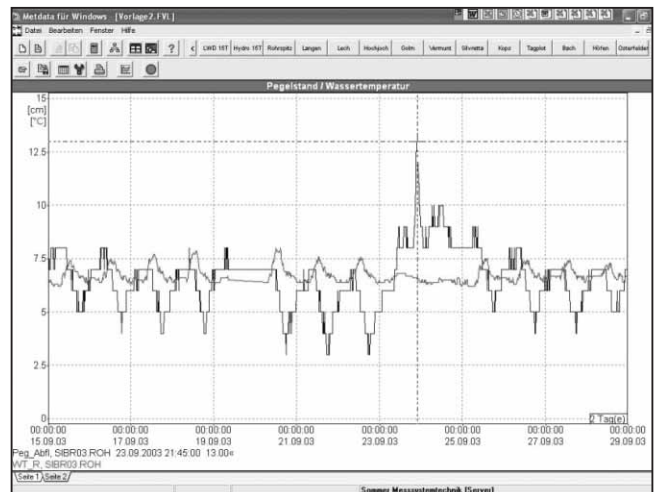 Metdata für Windows - [Vorlage2.FVL]
Datei Bearbeiten Fenster Hilfe
? < LWD 16T Hydro 16T Rohrspitz Langen Lech Hochjoch Golm Vermunt Silvretta Kops Tagplot Bach Höfen Osterfelder
Pegelstand / Wassertemperatur
15
[cm]
[°C]
12.5
10
7.5
5
2.5
0
2 Tag(e)
00:00:00 00:00:00 00:00:00 00:00:00 00:00:00 00:00:00 00:00:00 00:00:00
15.09.03 17.09.03 19.09.03 21.09.03 23.09.03 25.09.03 27.09.03 29.09.03
Peg_Abfl, SIBR03.ROH 23.09.2003 21:45:00 13.00«
WT_R, SIBR03.ROH
Seite 1 Seite 2
Sommer Messsystemtechnik [Server]